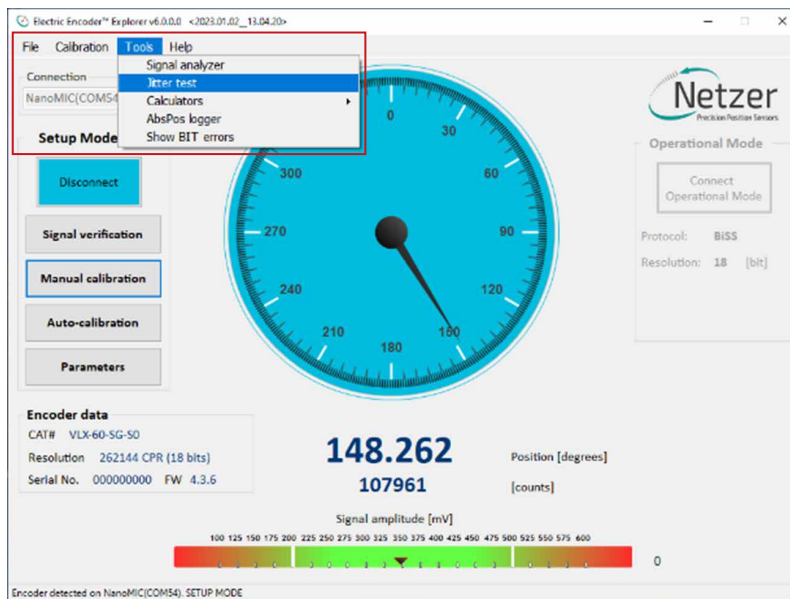 Electric Encoder™ Explorer v6.0.0.0 <2023.01.02__13.04.20>
File Calibration Tools Help
Signal analyzer
Jitter test
Calculators
AbsPos logger
Show BIT errors
Connection
NanoMIC(COM54
Setup Mode
Disconnect
Signal verification
Manual calibration
Auto-calibration
Parameters
0
30
60
90
120
150
180
210
240
270
300
Netzer
Precision Position Sensors
Operational Mode
Connect
Operational Mode
Protocol: BiSS
Resolution: 18 [bit]
Encoder data
CAT# VLX-60-SG-S0
Resolution 262144 CPR (18 bits)
Serial No. 000000000 FW 4.3.6
148.262 Position [degrees]
107961 [counts]
Signal amplitude [mV]
100 125 150 175 200 225 250 275 300 325 350 375 400 425 450 475 500 525 550 575 600
0
Encoder detected on NanoMIC(COM54). SETUP MODE